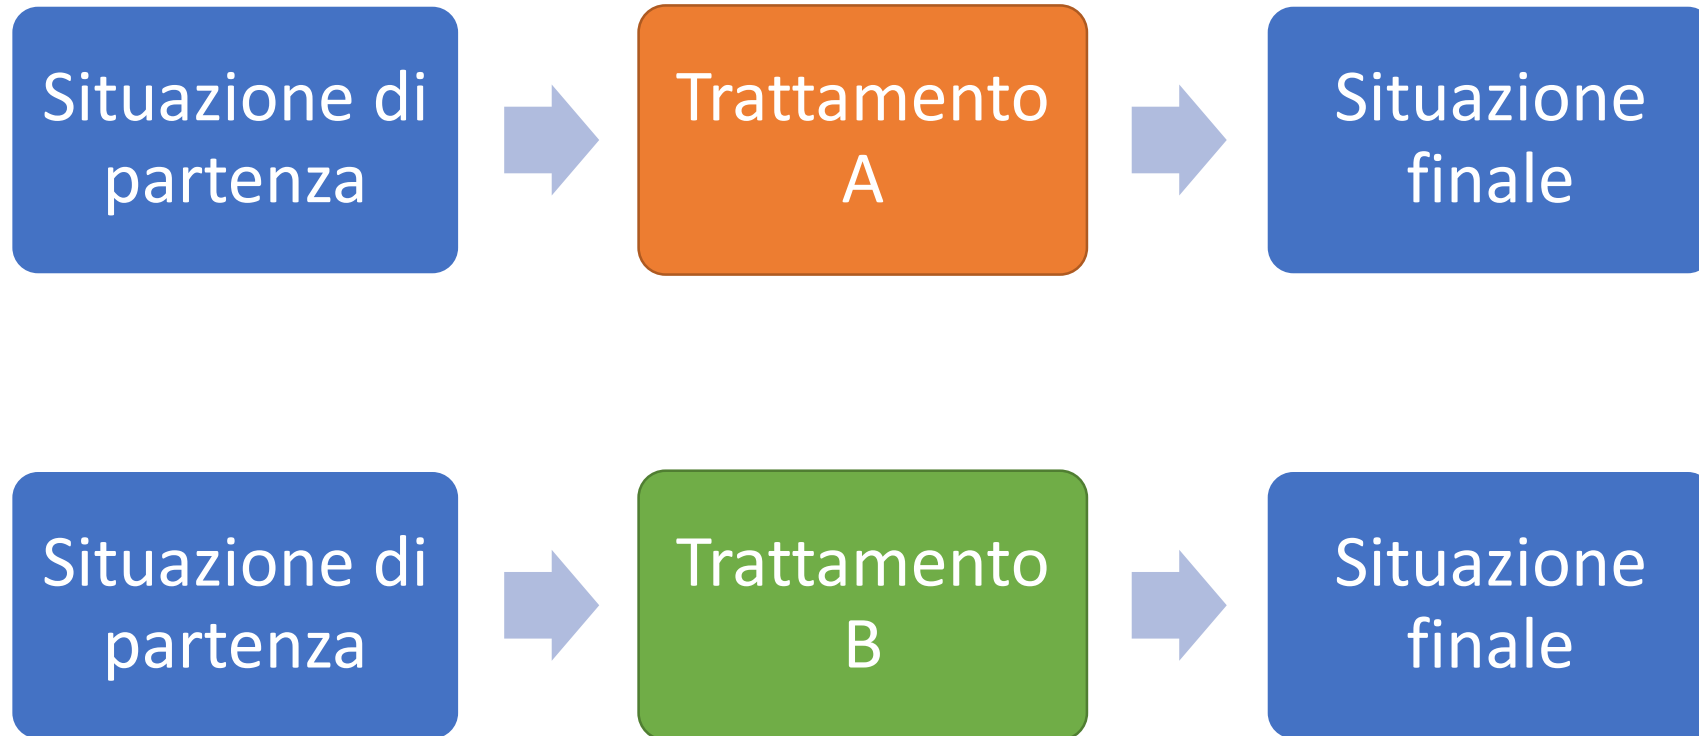 Situazione di
partenza
Trattamento
A
Situazione
finale
Situazione di
partenza
Trattamento
B
Situazione
finale